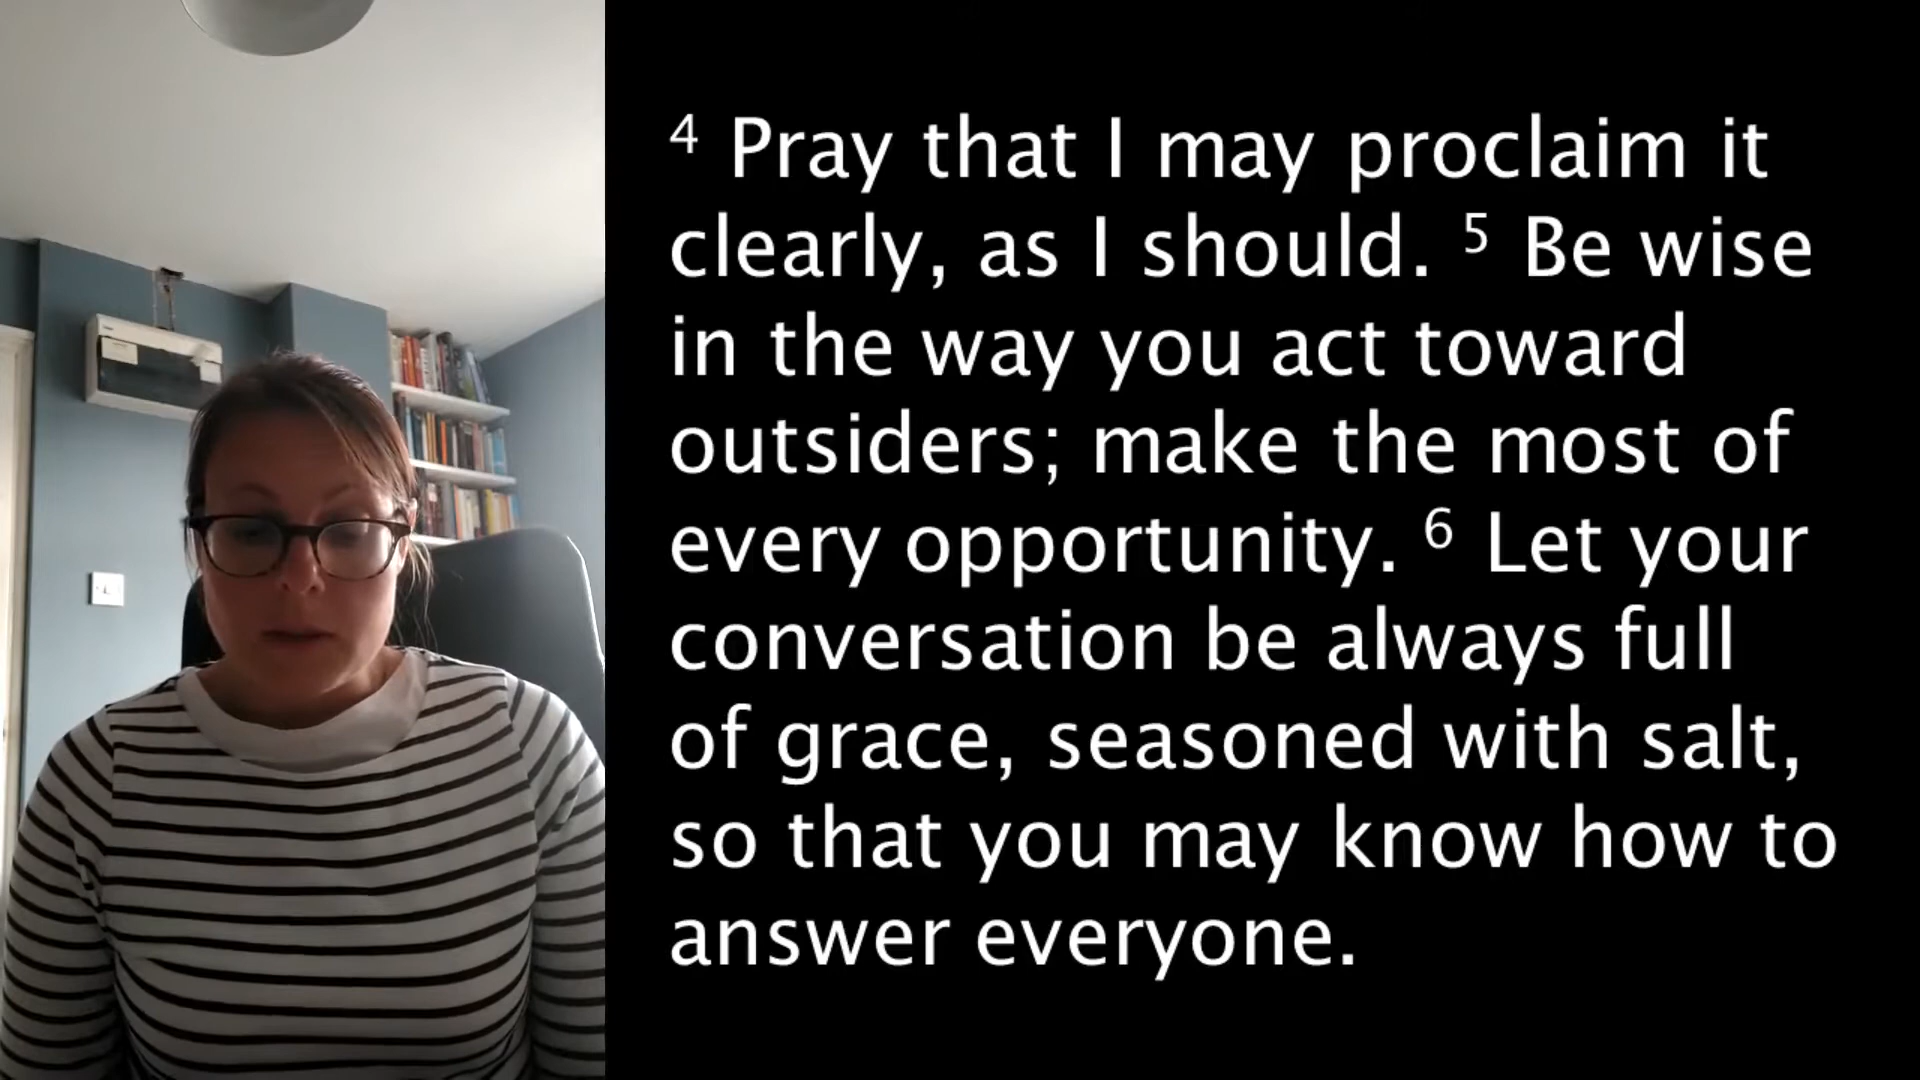 ⁴ Pray that I may proclaim it
clearly, as I should. ⁵ Be wise
in the way you act toward
outsiders; make the most of
every opportunity. ⁶ Let your
conversation be always full
of grace, seasoned with salt,
so that you may know how to
answer everyone.